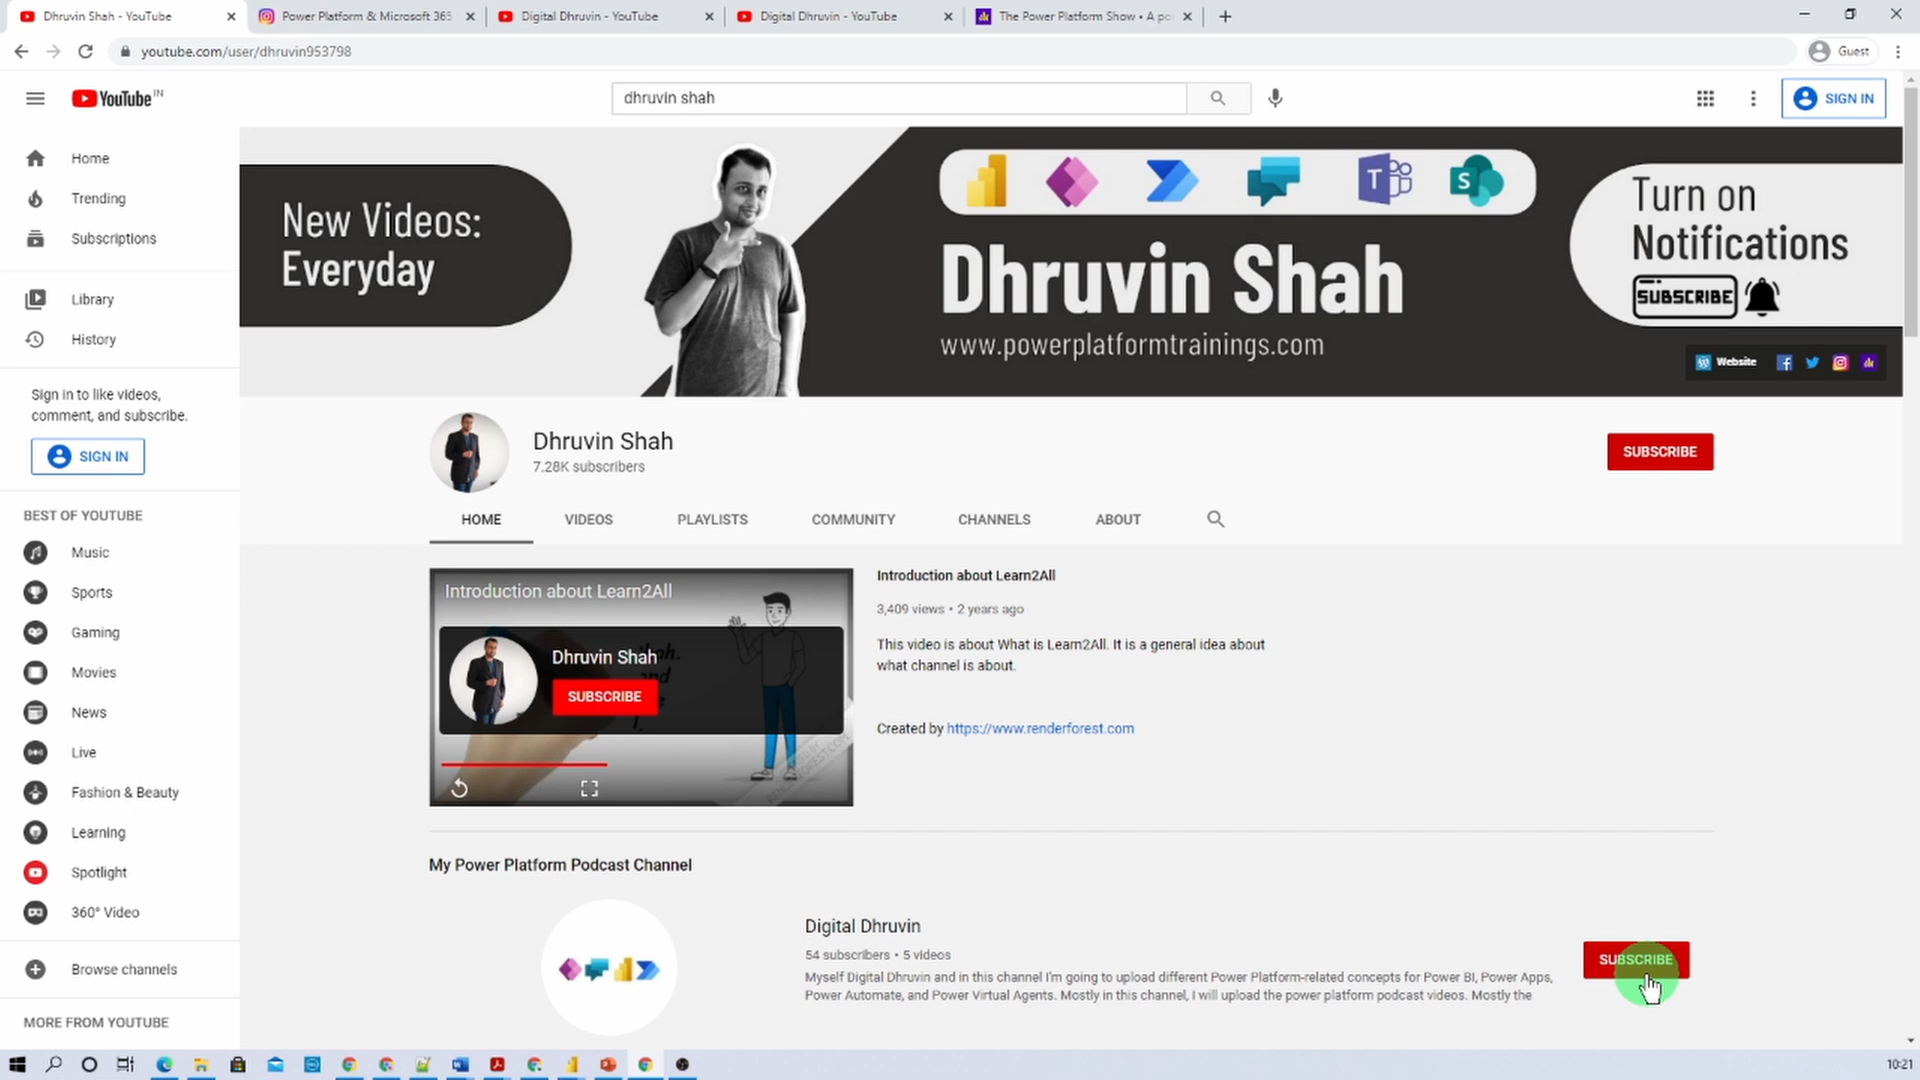 Dhruvin Shah - YouTube
Power Platform & Microsoft 365
Digital Dhruvin - YouTube
Digital Dhruvin - YouTube
The Power Platform Show • A po
youtube.com/user/dhruvin953798
Guest
YouTube IN
dhruvin shah
SIGN IN
Home
Trending
Subscriptions
Library
History
Sign in to like videos,
comment, and subscribe.
SIGN IN
BEST OF YOUTUBE
Music
Sports
Gaming
Movies
News
Live
Fashion & Beauty
Learning
Spotlight
360° Video
Browse channels
MORE FROM YOUTUBE
New Videos:
Everyday
Dhruvin Shah
www.powerplatformtrainings.com
Turn on
Notifications
SUBSCRIBE
Website
Dhruvin Shah
7.28K subscribers
SUBSCRIBE
HOME
VIDEOS
PLAYLISTS
COMMUNITY
CHANNELS
ABOUT
Introduction about Learn2All
Dhruvin Shah
SUBSCRIBE
Introduction about Learn2All
3,409 views • 2 years ago
This video is about What is Learn2All. It is a general idea about
what channel is about.
Created by https://www.renderforest.com
My Power Platform Podcast Channel
Digital Dhruvin
54 subscribers • 5 videos
Myself Digital Dhruvin and in this channel I'm going to upload different Power Platform-related concepts for Power BI, Power Apps,
Power Automate, and Power Virtual Agents. Mostly in this channel, I will upload the power platform podcast videos. Mostly the
SUBSCRIBE
10:21